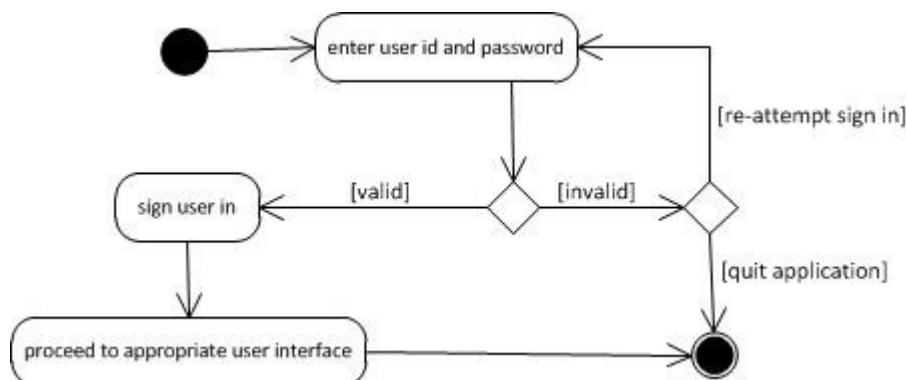 enter user id and password
[re-attempt sign in]
[valid]
[invalid]
sign user in
[quit application]
proceed to appropriate user interface